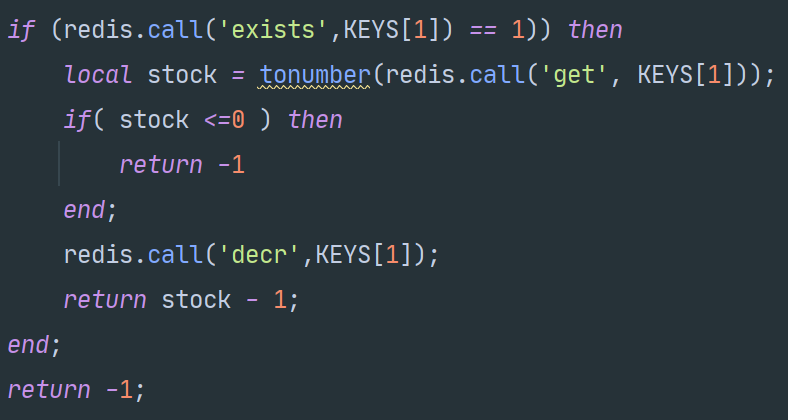 if (redis.call('exists',KEYS[1]) == 1)) then
local stock = tonumber(redis.call('get', KEYS[1]));
if( stock <=0 ) then
return -1
end;
redis.call('decr',KEYS[1]);
return stock - 1;
end;
return -1;